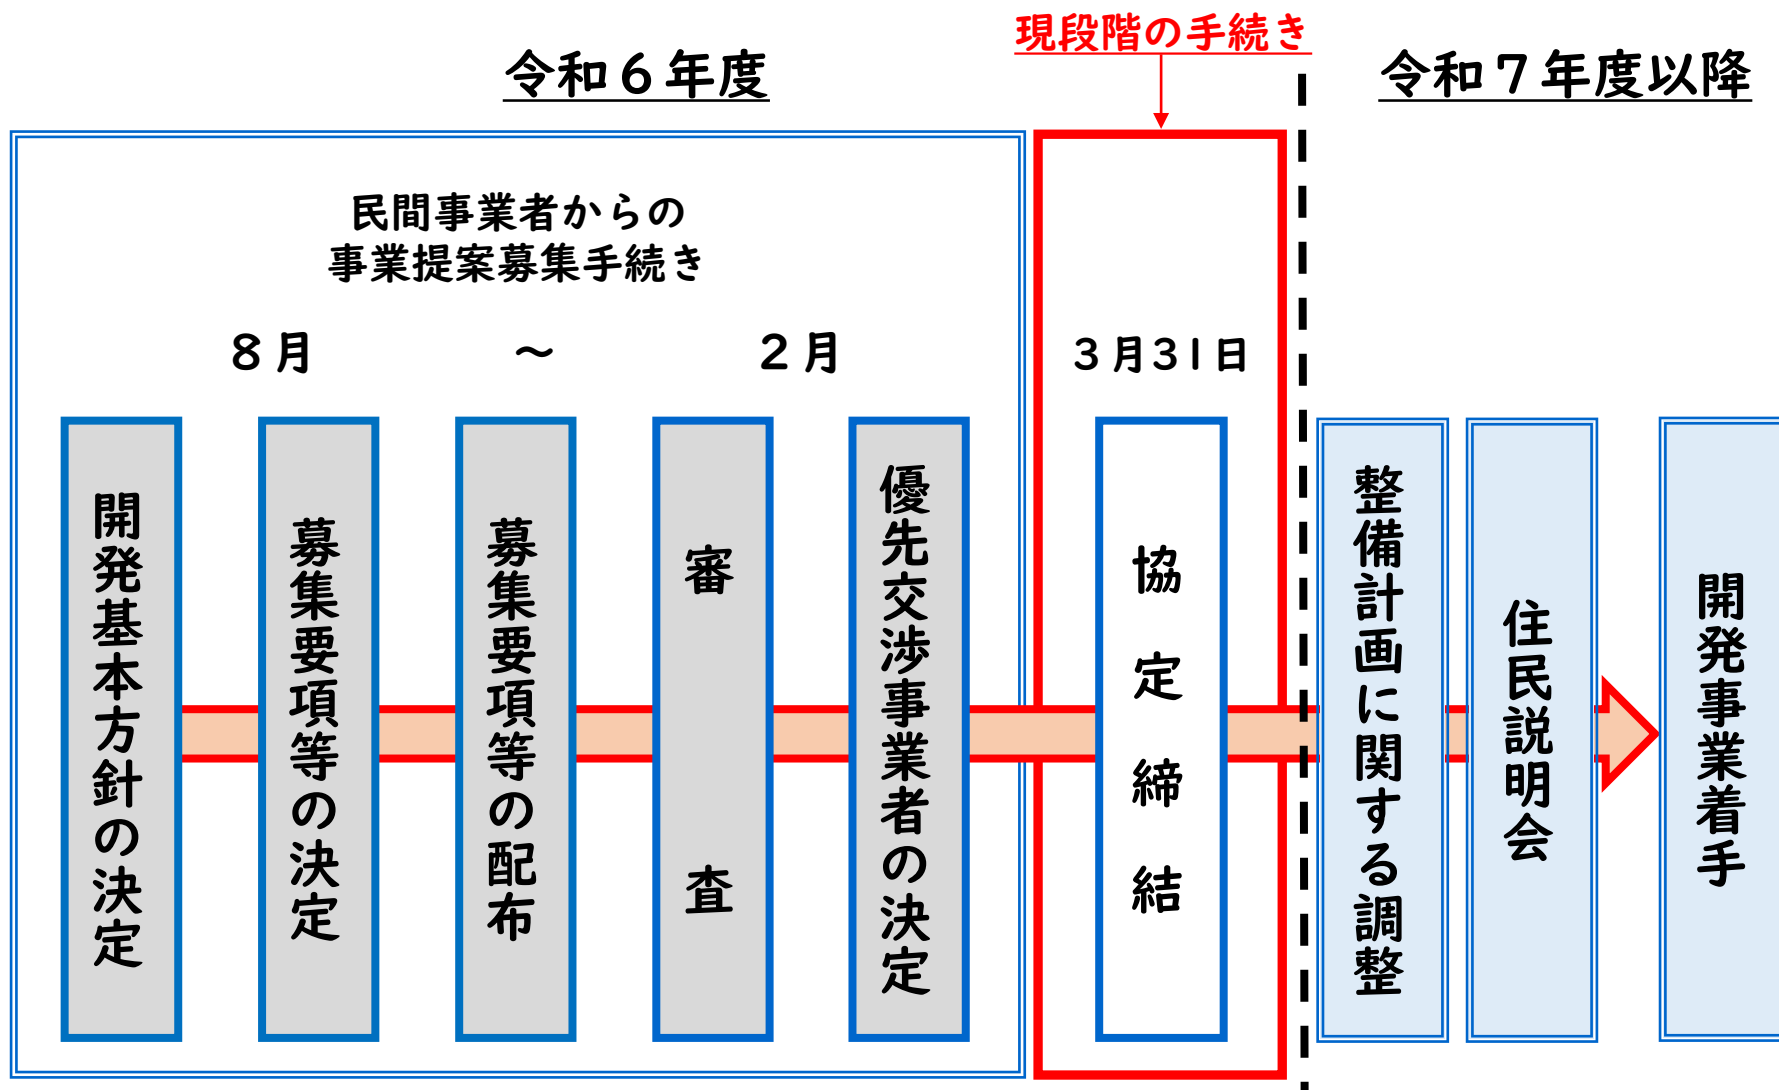 現段階の手続き
令和６年度
令和７年度以降
民間事業者からの
事業提案募集手続き
８月　～　２月
３月31日
開発基本方針の決定
募集要項等の決定
募集要項等の配布
審査
優先交渉事業者の決定
協定締結
整備計画に関する調整
住民説明会
開発事業着手